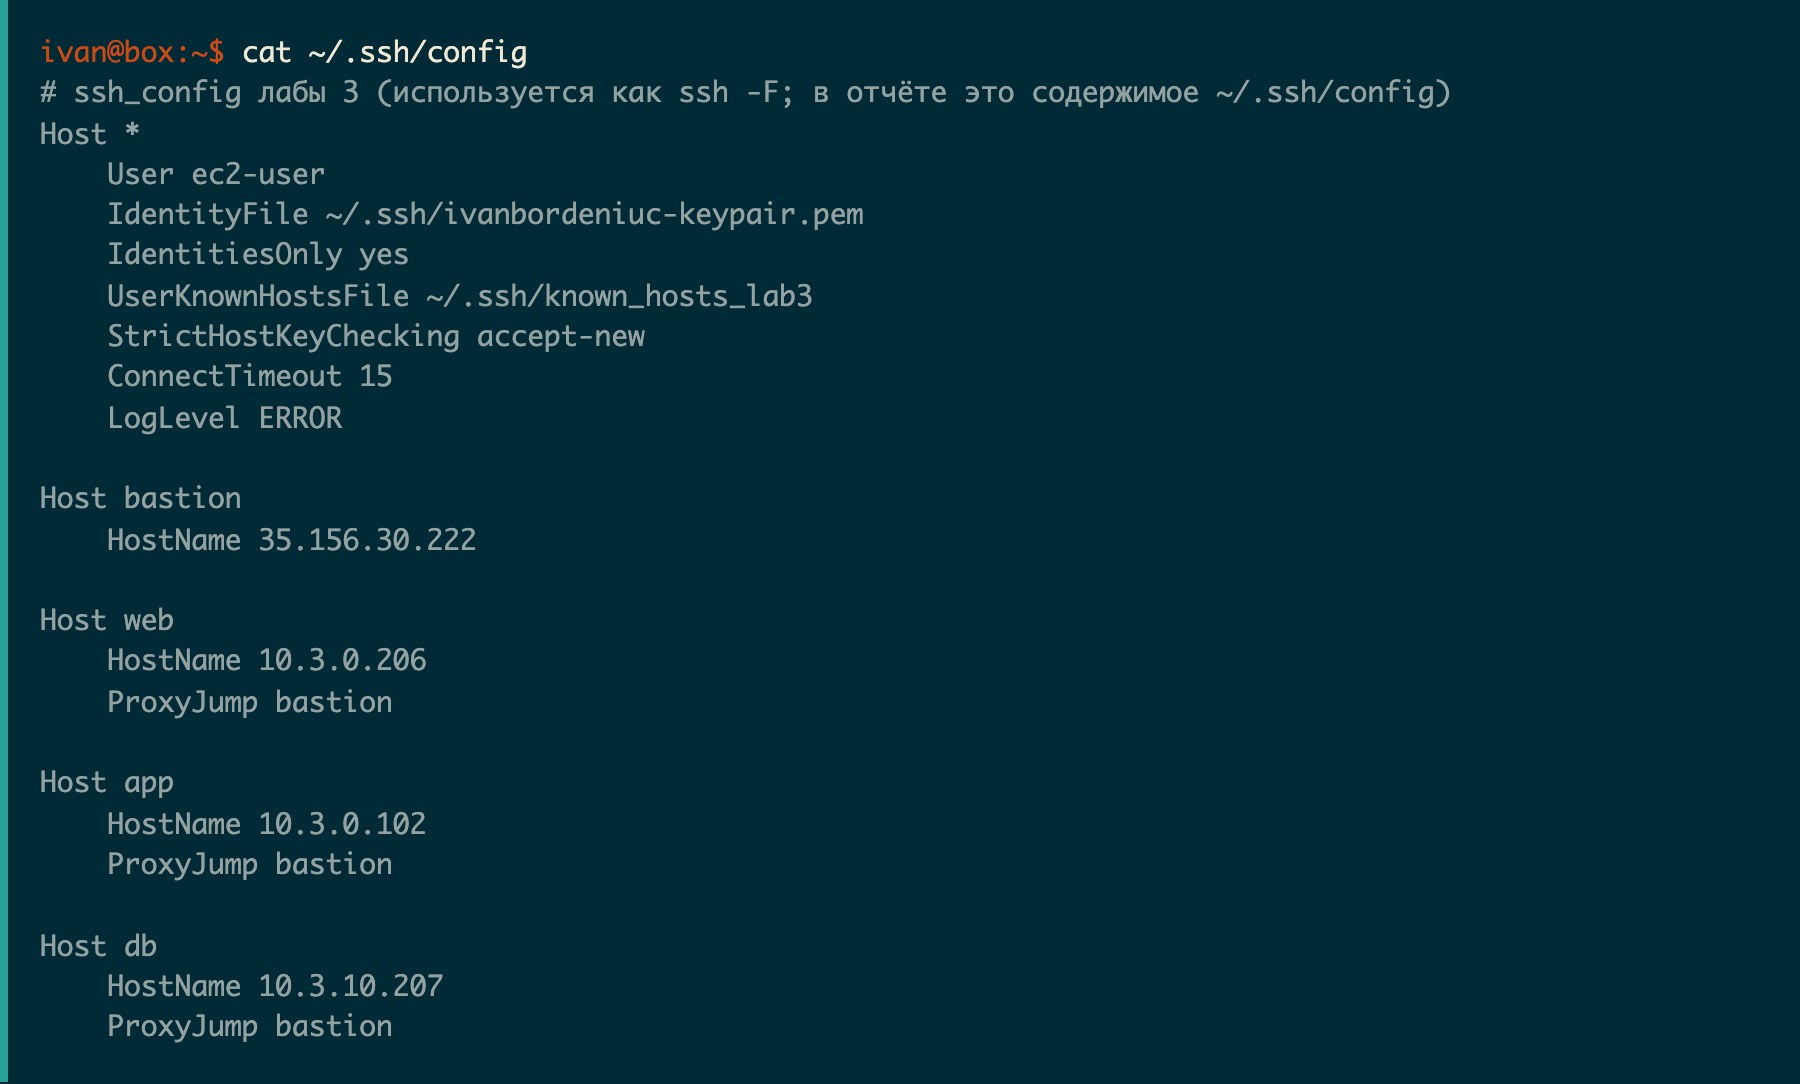 ivan@box:~$ cat ~/.ssh/config
# ssh_config лабы 3 (используется как ssh -F; в отчёте это содержимое ~/.ssh/config)
Host *
    User ec2-user
    IdentityFile ~/.ssh/ivanbordeniuc-keypair.pem
    IdentitiesOnly yes
    UserKnownHostsFile ~/.ssh/known_hosts_lab3
    StrictHostKeyChecking accept-new
    ConnectTimeout 15
    LogLevel ERROR

Host bastion
    HostName 35.156.30.222

Host web
    HostName 10.3.0.206
    ProxyJump bastion

Host app
    HostName 10.3.0.102
    ProxyJump bastion

Host db
    HostName 10.3.10.207
    ProxyJump bastion